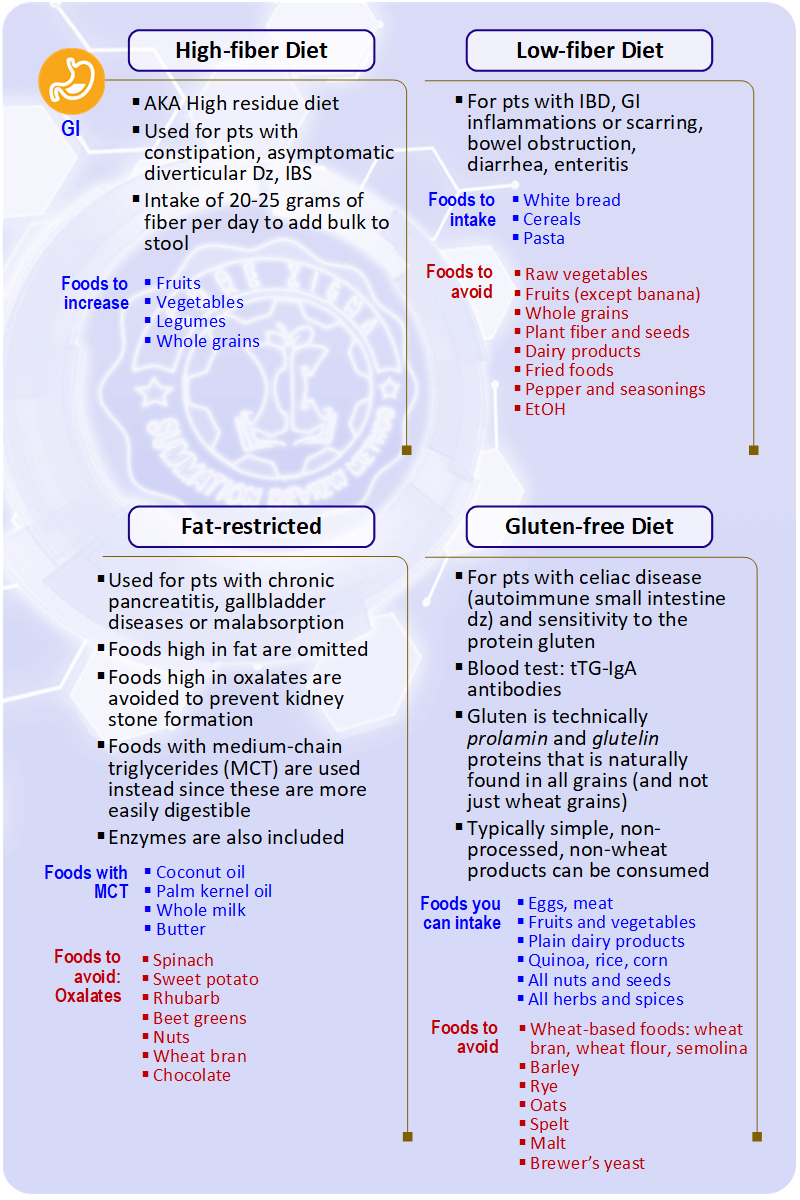 High-fiber Diet
GI
▪ AKA High residue diet
▪ Used for pts with
constipation, asymptomatic
diverticular Dz, IBS
▪ Intake of 20-25 grams of
fiber per day to add bulk to
stool
Foods to
increase
▪ Fruits
▪ Vegetables
▪ Legumes
▪ Whole grains
Low-fiber Diet
▪ For pts with IBD, GI
inflammations or scarring,
bowel obstruction,
diarrhea, enteritis
Foods to
intake
▪ White bread
▪ Cereals
▪ Pasta
Foods to
avoid
▪ Raw vegetables
▪ Fruits (except banana)
▪ Whole grains
▪ Plant fiber and seeds
▪ Dairy products
▪ Fried foods
▪ Pepper and seasonings
▪ EtOH
Fat-restricted
▪ Used for pts with chronic
pancreatitis, gallbladder
diseases or malabsorption
▪ Foods high in fat are omitted
▪ Foods high in oxalates are
avoided to prevent kidney
stone formation
▪ Foods with medium-chain
triglycerides (MCT) are used
instead since these are more
easily digestible
▪ Enzymes are also included
Foods with
MCT
▪ Coconut oil
▪ Palm kernel oil
▪ Whole milk
▪ Butter
Foods to
avoid:
Oxalates
▪ Spinach
▪ Sweet potato
▪ Rhubarb
▪ Beet greens
▪ Nuts
▪ Wheat bran
▪ Chocolate
Gluten-free Diet
▪ For pts with celiac disease
(autoimmune small intestine
dz) and sensitivity to the
protein gluten
▪ Blood test: tTG-IgA
antibodies
▪ Gluten is technically
prolamin and glutelin
proteins that is naturally
found in all grains (and not
just wheat grains)
▪ Typically simple, non-
processed, non-wheat
products can be consumed
Foods you
can intake
▪ Eggs, meat
▪ Fruits and vegetables
▪ Plain dairy products
▪ Quinoa, rice, corn
▪ All nuts and seeds
▪ All herbs and spices
Foods to
avoid
▪ Wheat-based foods: wheat
bran, wheat flour, semolina
▪ Barley
▪ Rye
▪ Oats
▪ Spelt
▪ Malt
▪ Brewer's yeast